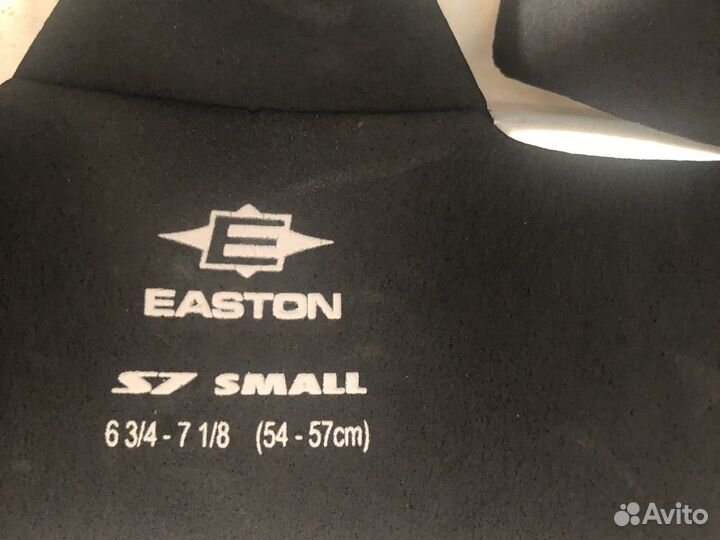 E
EASTON
S7 SMALL
6 3/4 - 7 1/8 (54 - 57cm)
Avito